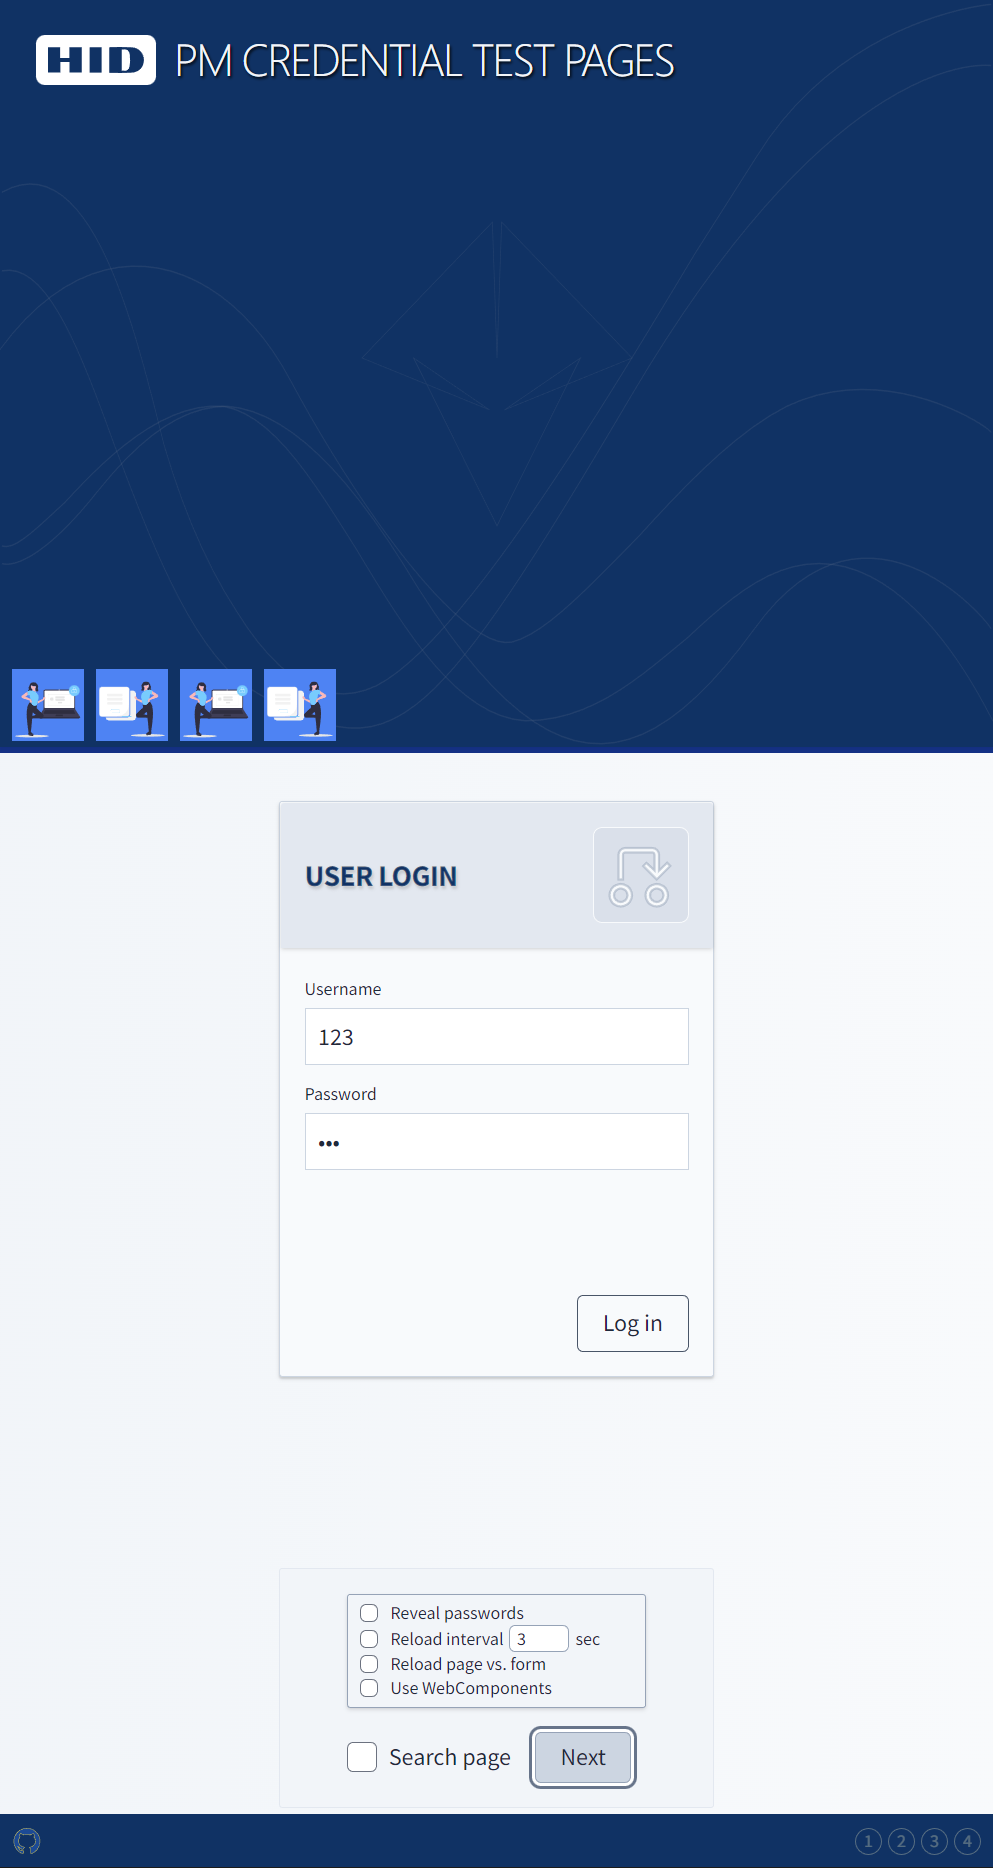 HID PM CREDENTIAL TEST PAGES
USER LOGIN
Username
123
Password
•••
Log in
Reveal passwords
Reload interval 3 sec
Reload page vs. form
Use WebComponents
Search page Next
1 2 3 4